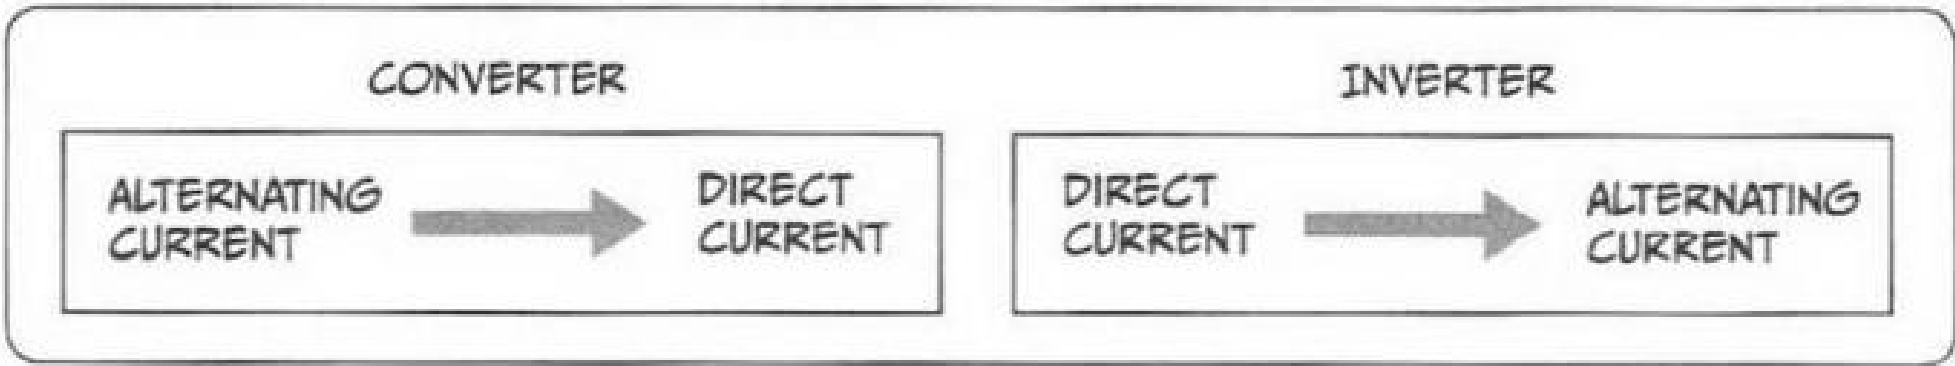 CONVERTER
ALTERNATING
CURRENT
DIRECT
CURRENT
INVERTER
DIRECT
CURRENT
ALTERNATING
CURRENT